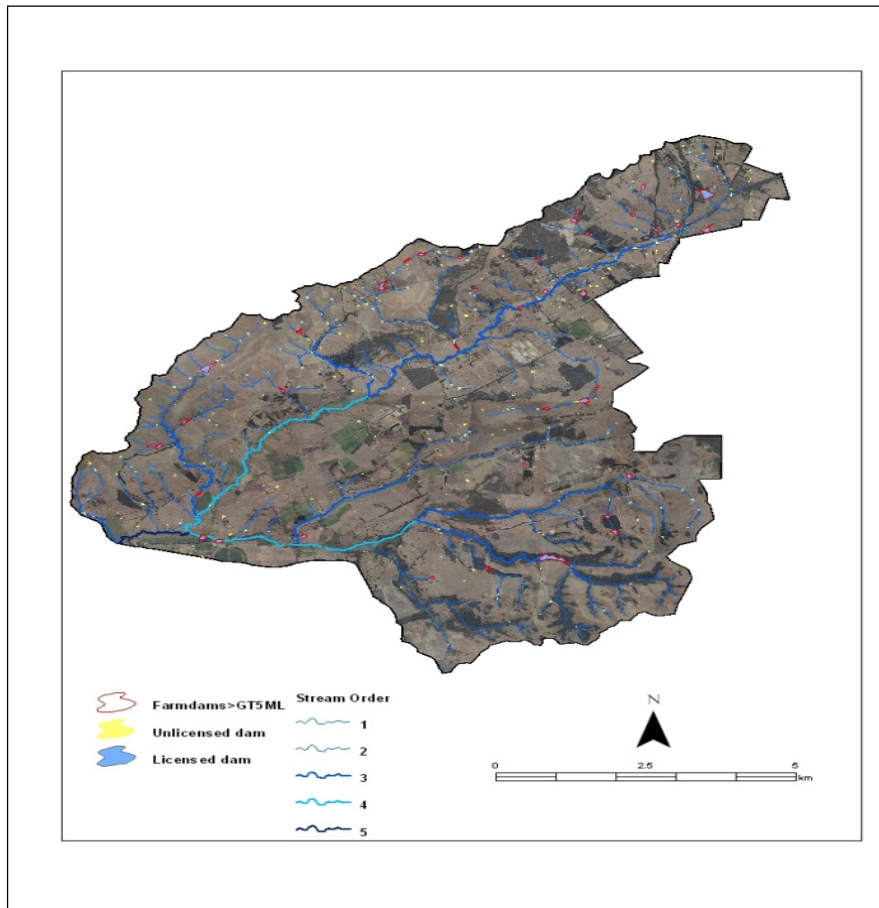 Farmdams>GT5ML
Unlicensed dam
Licensed dam
Stream Order
1
2
3
4
5
N
0 2.5 5
km